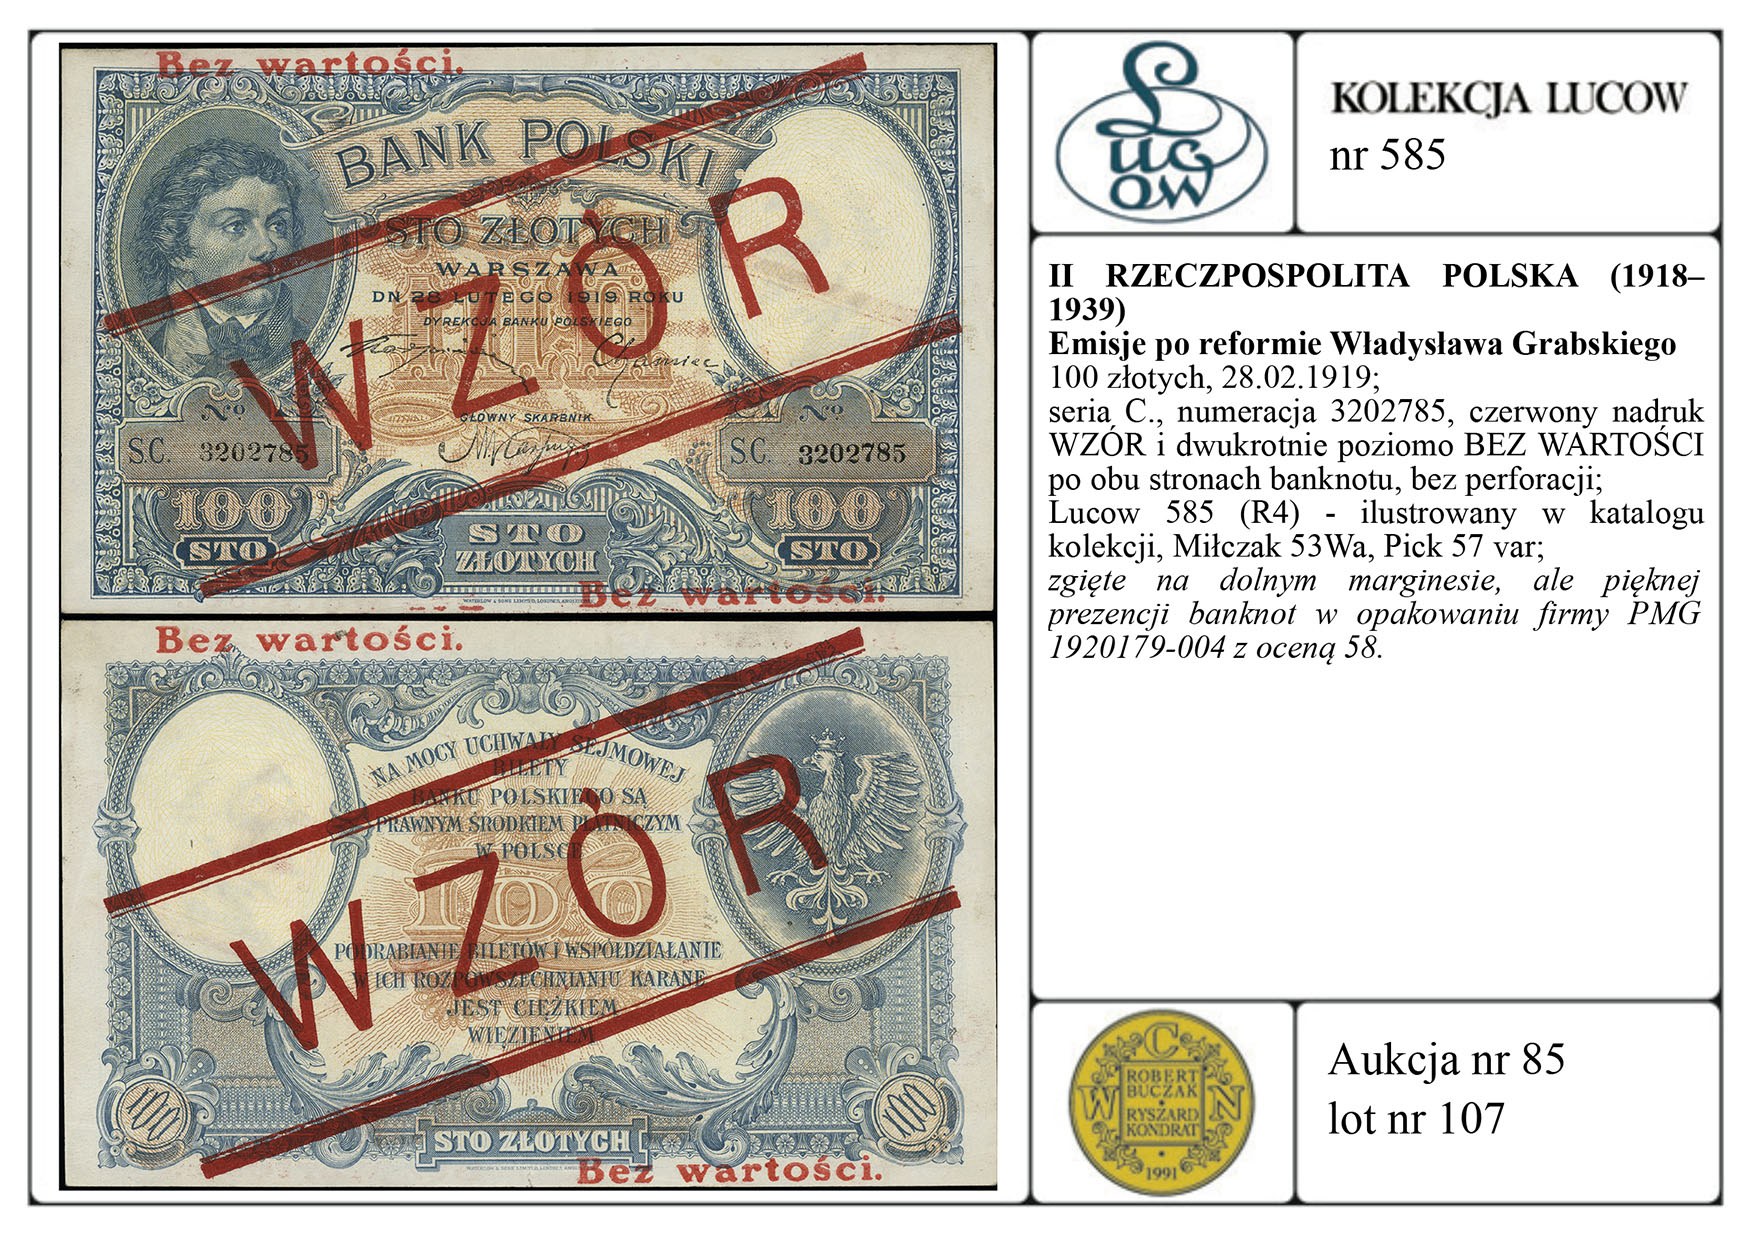 Bez wartości.
BANK POLSKI
STO ZŁOTYCH
WARSZAWA
DN 28 LUTEGO 1919 ROKU
DYREKCJA BANKU POLSKIEGO
WZÓR
GŁÓWNY SKARBNIK
Nº
Nº
S.C. 3202785
S.C. 3202785
100
100
STO
STO
STO
ZŁOTYCH
Bez wartości.
Bez wartości.
NA MOCY UCHWAŁY SEJMOWEJ
BILETY
BANKU POLSKIEGO SĄ
PRAWNYM ŚRODKIEM PŁATNICZYM
W POLSCE
100
WZÓR
PODRABIANIE BILETÓW I WSPÓŁDZIAŁANIE
W ICH ROZPOWSZECHNIANIU KARANE
JEST CIĘŻKIEM
WIĘZIENIEM
100
100
STO ZŁOTYCH
Bez wartości.
Lucow
KOLEKCJA LUCOW
nr 585
II RZECZPOSPOLITA POLSKA (1918–
1939)
Emisje po reformie Władysława Grabskiego
100 złotych, 28.02.1919;
seria C., numeracja 3202785, czerwony nadruk
WZÓR i dwukrotnie poziomo BEZ WARTOŚCI
po obu stronach banknotu, bez perforacji;
Lucow 585 (R4) - ilustrowany w katalogu
kolekcji, Miłczak 53Wa, Pick 57 var;
zgięte na dolnym marginesie, ale pięknej
prezencji banknot w opakowaniu firmy PMG
1920179-004 z oceną 58.
WCN
ROBERT
BUCZAK
RYSZARD
KONDRAT
1991
Aukcja nr 85
lot nr 107